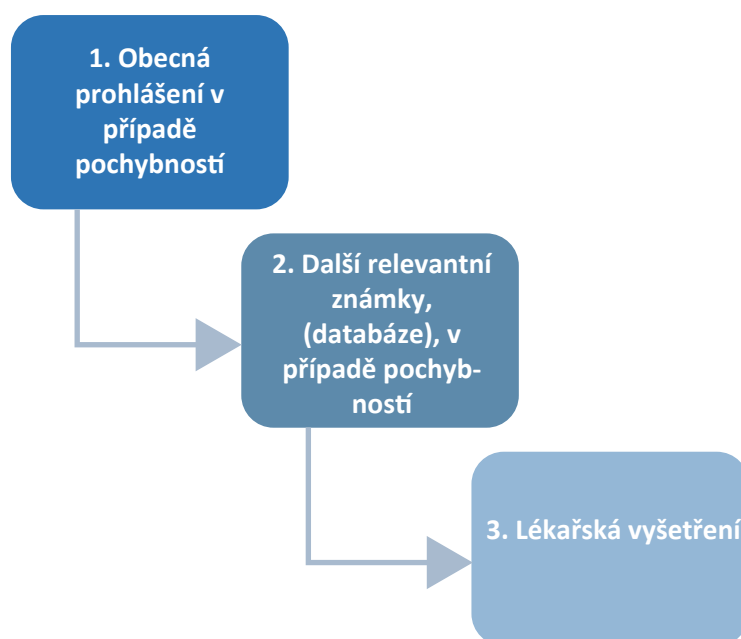 1. Obecná
prohlášení v
případě
pochybností
2. Další relevantní
známky,
(databáze), v
případě pochyb-
ností
3. Lékařská vyšetření